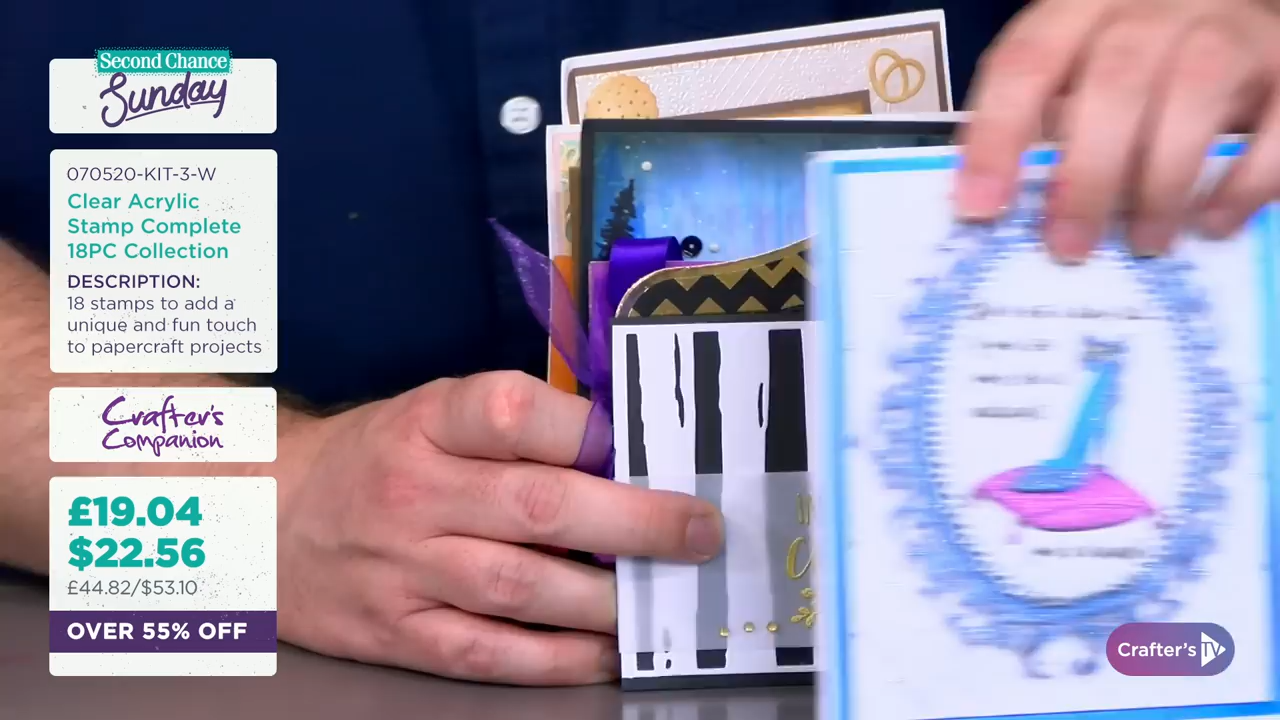 Second Chance
Sunday
070520-KIT-3-W
Clear Acrylic
Stamp Complete
18PC Collection
DESCRIPTION:
18 stamps to add a
unique and fun touch
to papercraft projects
Crafter's
Companion
£19.04
$22.56
£44.82/$53.10
OVER 55% OFF
Crafter's TV